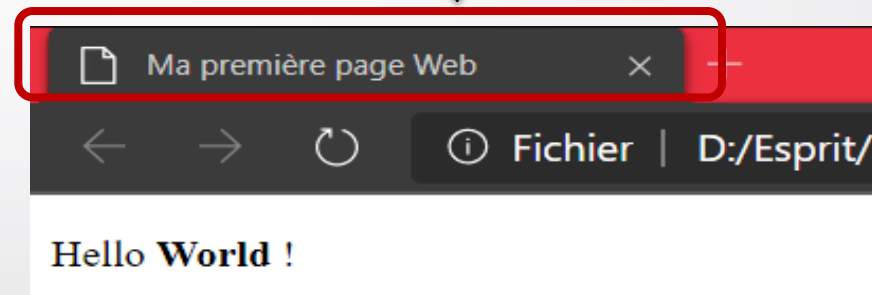 Ma première page Web
Fichier | D:/Esprit/
Hello World !